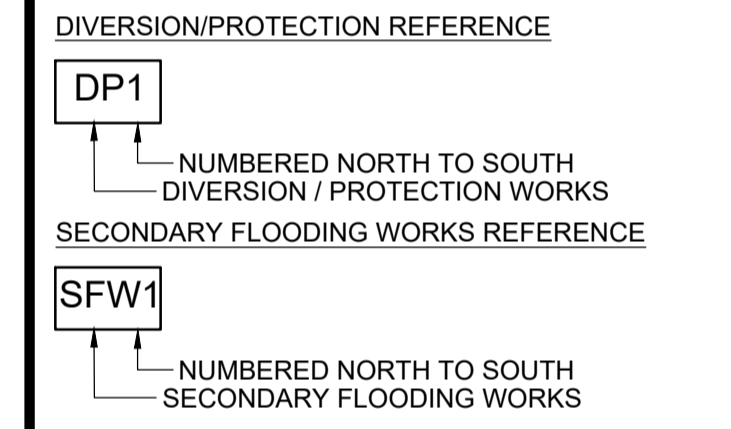 DIVERSION/PROTECTION REFERENCE
DP1
NUMBERED NORTH TO SOUTH
DIVERSION / PROTECTION WORKS
SECONDARY FLOODING WORKS REFERENCE
SFW1
NUMBERED NORTH TO SOUTH
SECONDARY FLOODING WORKS